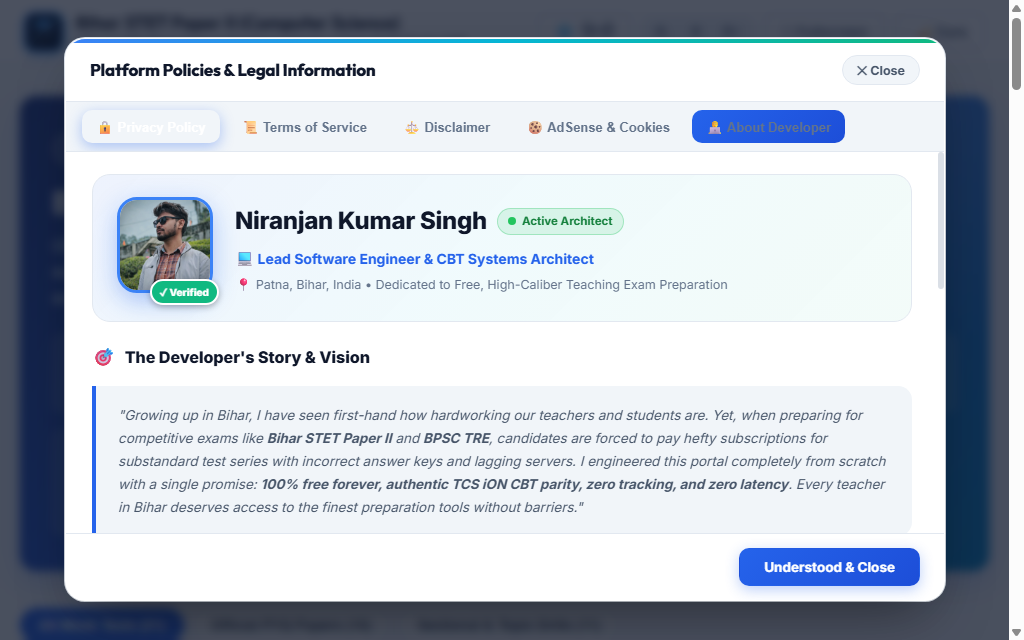 Bihar STET Paper II (Computer Science)
Platform Policies & Legal Information
✕ Close
🔒 Privacy Policy
📜 Terms of Service
⚖️ Disclaimer
🍪 AdSense & Cookies
👨‍💻 About Developer
Niranjan Kumar Singh
Active Architect
✓ Verified
💻 Lead Software Engineer & CBT Systems Architect
📍 Patna, Bihar, India • Dedicated to Free, High-Caliber Teaching Exam Preparation
🎯 The Developer's Story & Vision
"Growing up in Bihar, I have seen first-hand how hardworking our teachers and students are. Yet, when preparing for
competitive exams like Bihar STET Paper II and BPSC TRE, candidates are forced to pay hefty subscriptions for
substandard test series with incorrect answer keys and lagging servers. I engineered this portal completely from scratch
with a single promise: 100% free forever, authentic TCS iON CBT parity, zero tracking, and zero latency. Every teacher
in Bihar deserves access to the finest preparation tools without barriers."
Understood & Close